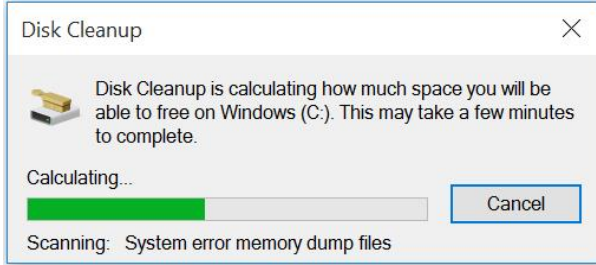 Disk Cleanup
Disk Cleanup is calculating how much space you will be
able to free on Windows (C:). This may take a few minutes
to complete.
Calculating...
Cancel
Scanning: System error memory dump files